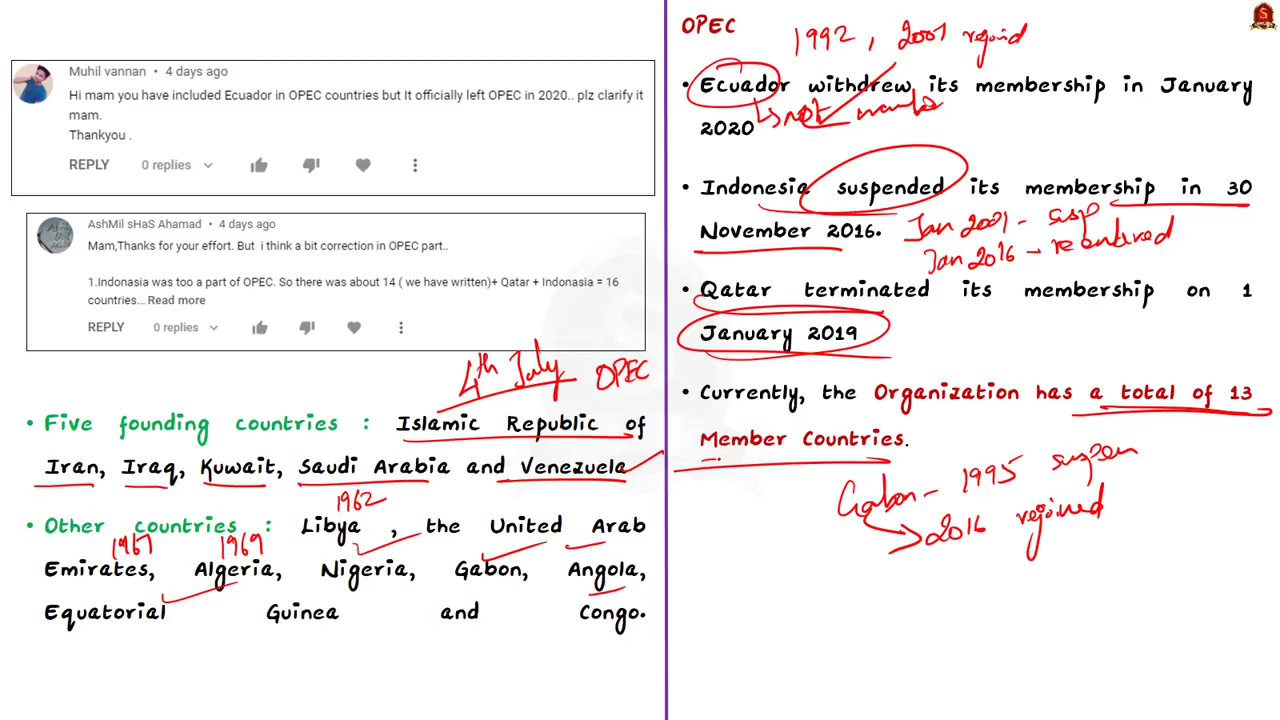 Muhil vannan • 4 days ago
Hi mam you have included Ecuador in OPEC countries but It officially left OPEC in 2020.. plz clarify it
mam.
Thankyou .
REPLY 0 replies
AshMil sHaS Ahamad • 4 days ago
Mam,Thanks for your effort. But i think a bit correction in OPEC part..
1.Indonasia was too a part of OPEC. So there was about 14 ( we have written)+ Qatar + Indonasia = 16
countries... Read more
REPLY 0 replies
4th July OPEC
• Five founding countries : Islamic Republic of
Iran, Iraq, Kuwait, Saudi Arabia and Venezuela
1962
• Other countries : Libya , the United Arab
1967 1969
Emirates, Algeria, Nigeria, Gabon, Angola,
Equatorial Guinea and Congo.
OPEC
1992, 2007 rejoind
• Ecuador withdrew its membership in January
not member
2020
• Indonesia suspended its membership in 30
November 2016.
Jan 2009 - susp
Jan 2016 - reentired
• Qatar terminated its membership on 1
January 2019
• Currently, the Organization has a total of 13
Member Countries.
Gabon - 1995 suspen
2016 rejoined
S